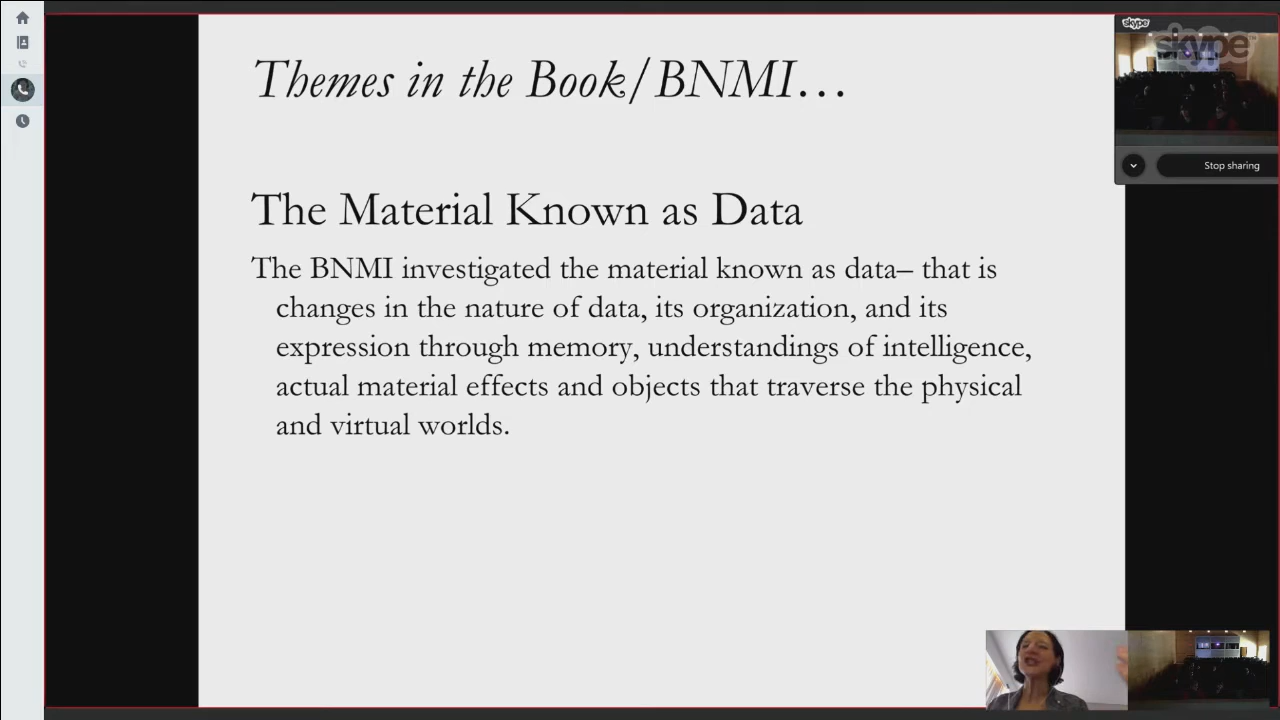 Themes in the Book/BNMI…
skype
skype™
Stop sharing
The Material Known as Data
The BNMI investigated the material known as data– that is
changes in the nature of data, its organization, and its
expression through memory, understandings of intelligence,
actual material effects and objects that traverse the physical
and virtual worlds.